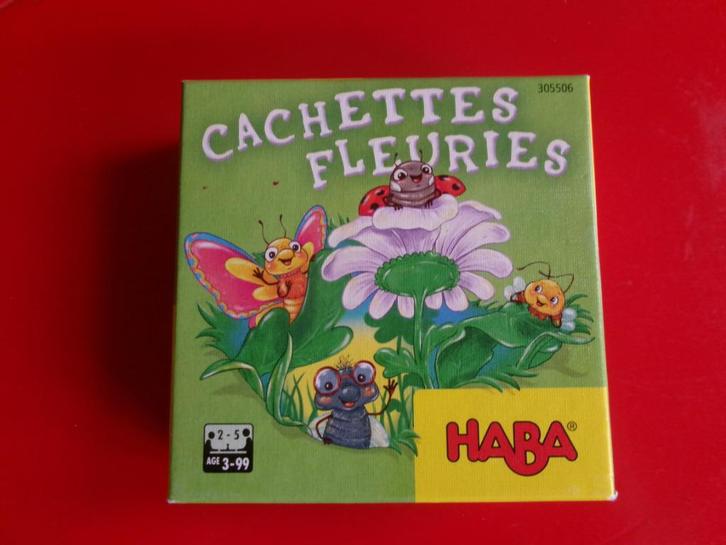 305506
CACHETTES
FLEURIES
2-5
AGE 3-99
HABA®